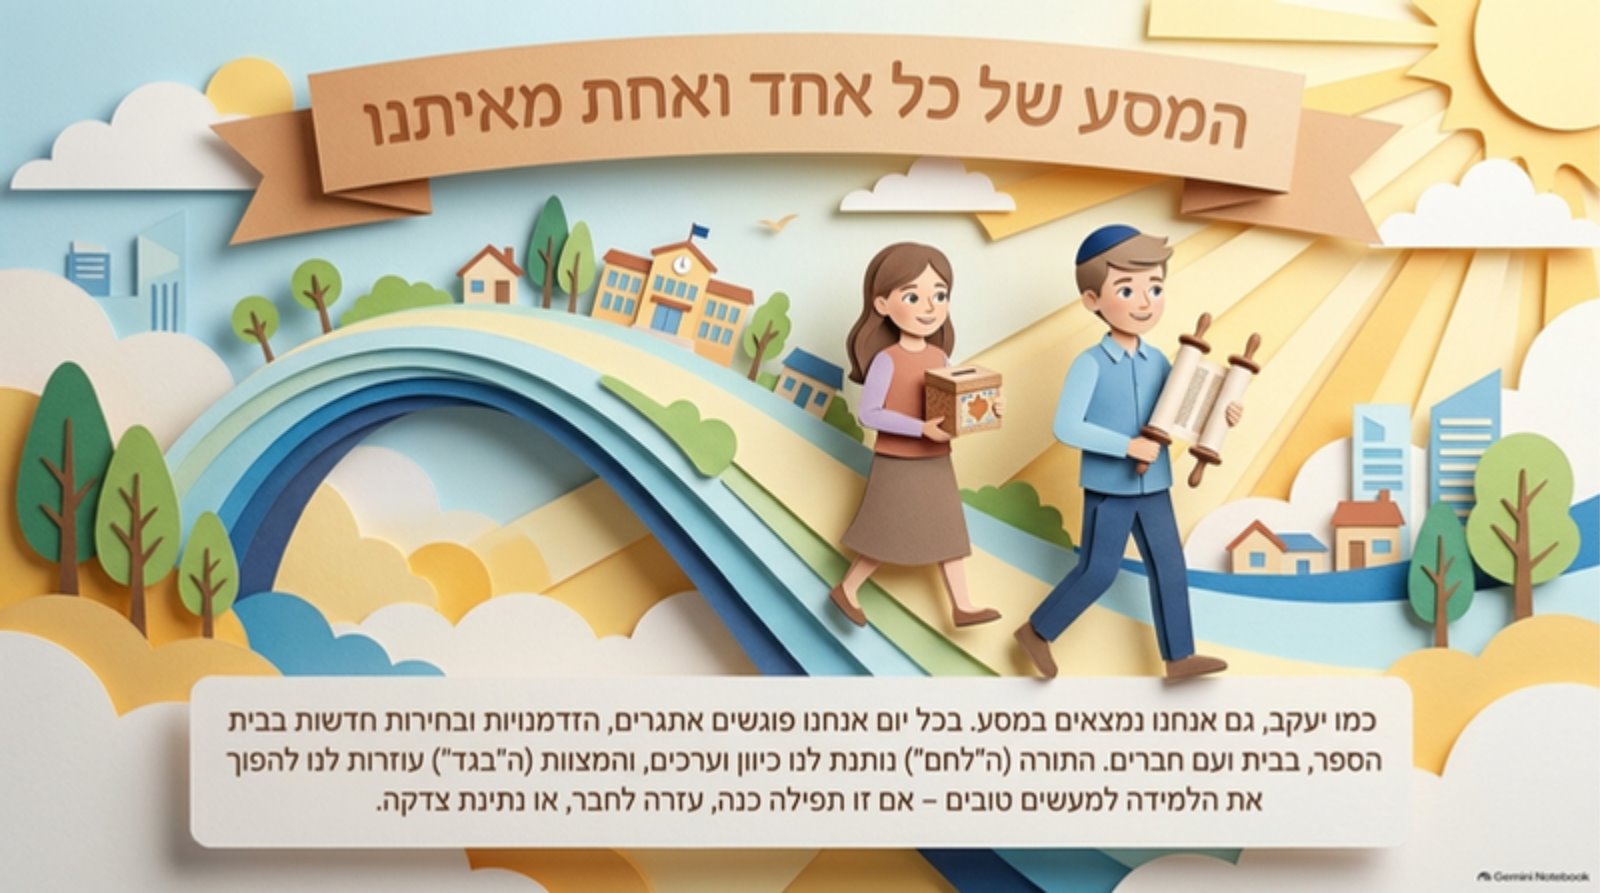 המסע של כל אחד ואחת מאיתנו
כמו יעקב, גם אנחנו נמצאים במסע. בכל יום אנחנו פוגשים אתגרים, הזדמנויות ובחירות חדשות בבית
הספר, בבית ועם חברים. התורה (ה"לחם") נותנת לנו כיוון וערכים, והמצוות (ה"בגד") עוזרות לנו להפוך
את הלמידה למעשים טובים – אם זו תפילה כנה, עזרה לחבר, או נתינת צדקה.
Gemini Notebook